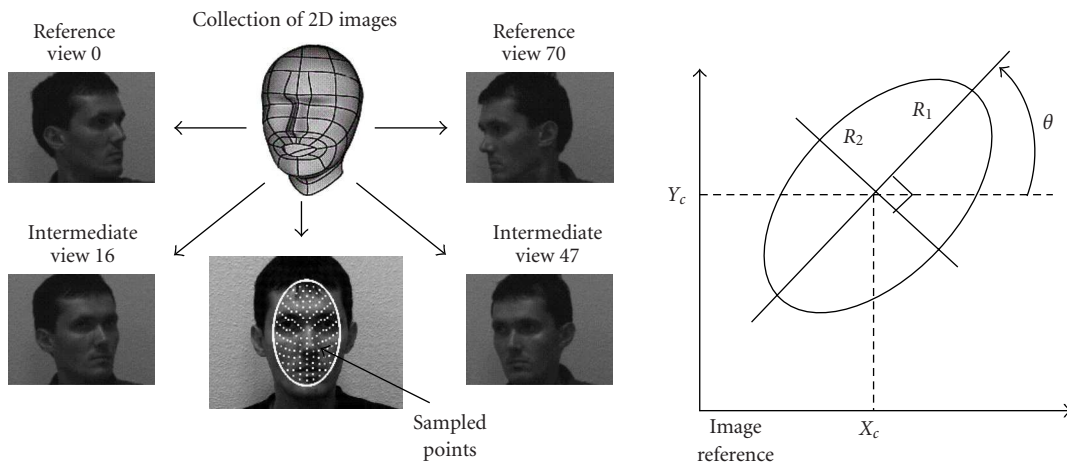 Collection of 2D images
Reference
view 0
Reference
view 70
Intermediate
view 16
Intermediate
view 47
Sampled
points
R1
R2
θ
Yc
Xc
Image
reference